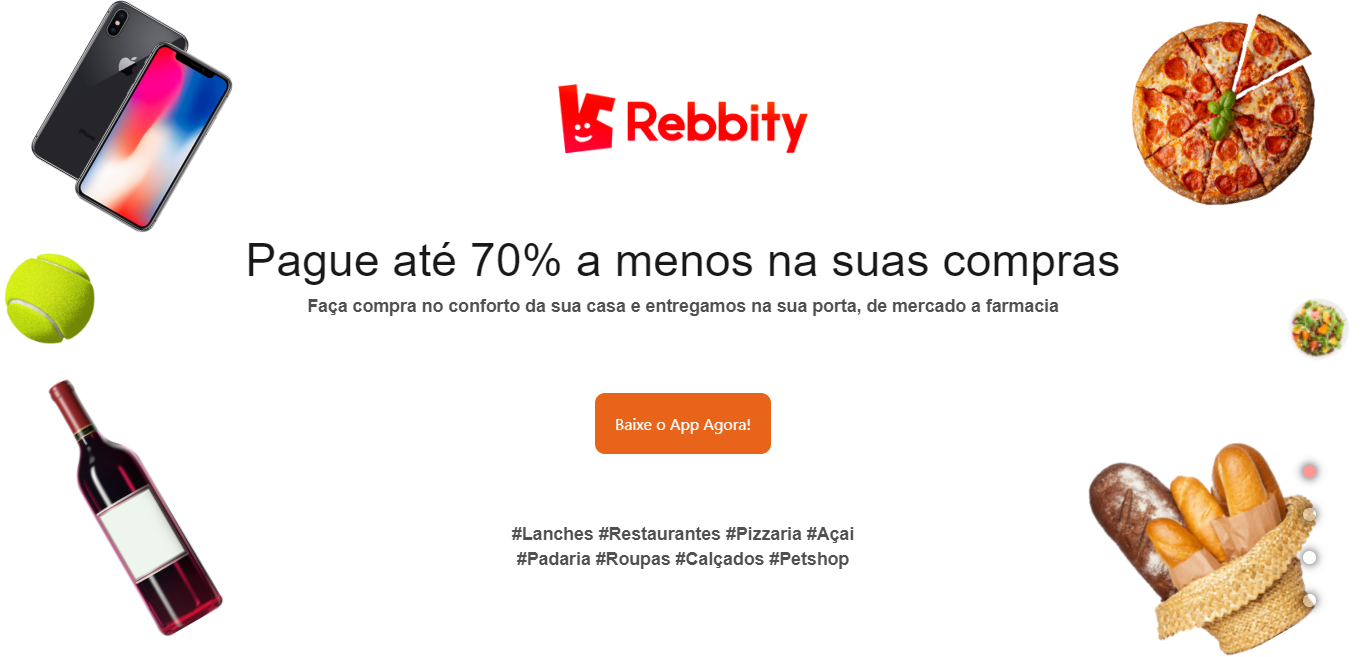 Rebbity
Pague até 70% a menos na suas compras
Faça compra no conforto da sua casa e entregamos na sua porta, de mercado a farmacia
Baixe o App Agora!
#Lanches #Restaurantes #Pizzaria #Açai
#Padaria #Roupas #Calçados #Petshop